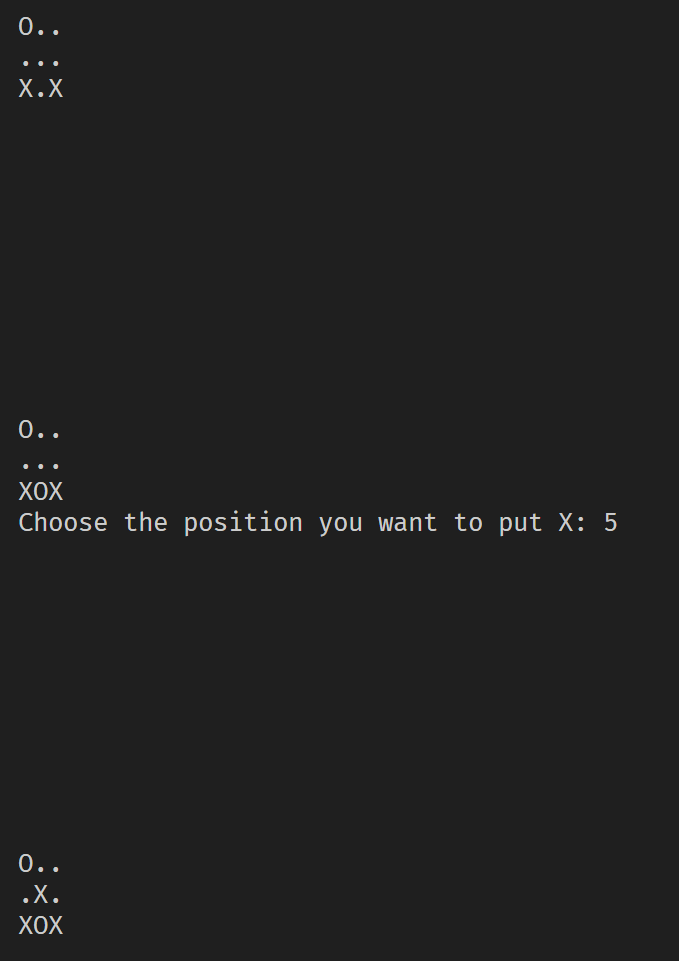 O..
...
X.X
O..
...
XOX
Choose the position you want to put X: 5
O..
.X.
XOX